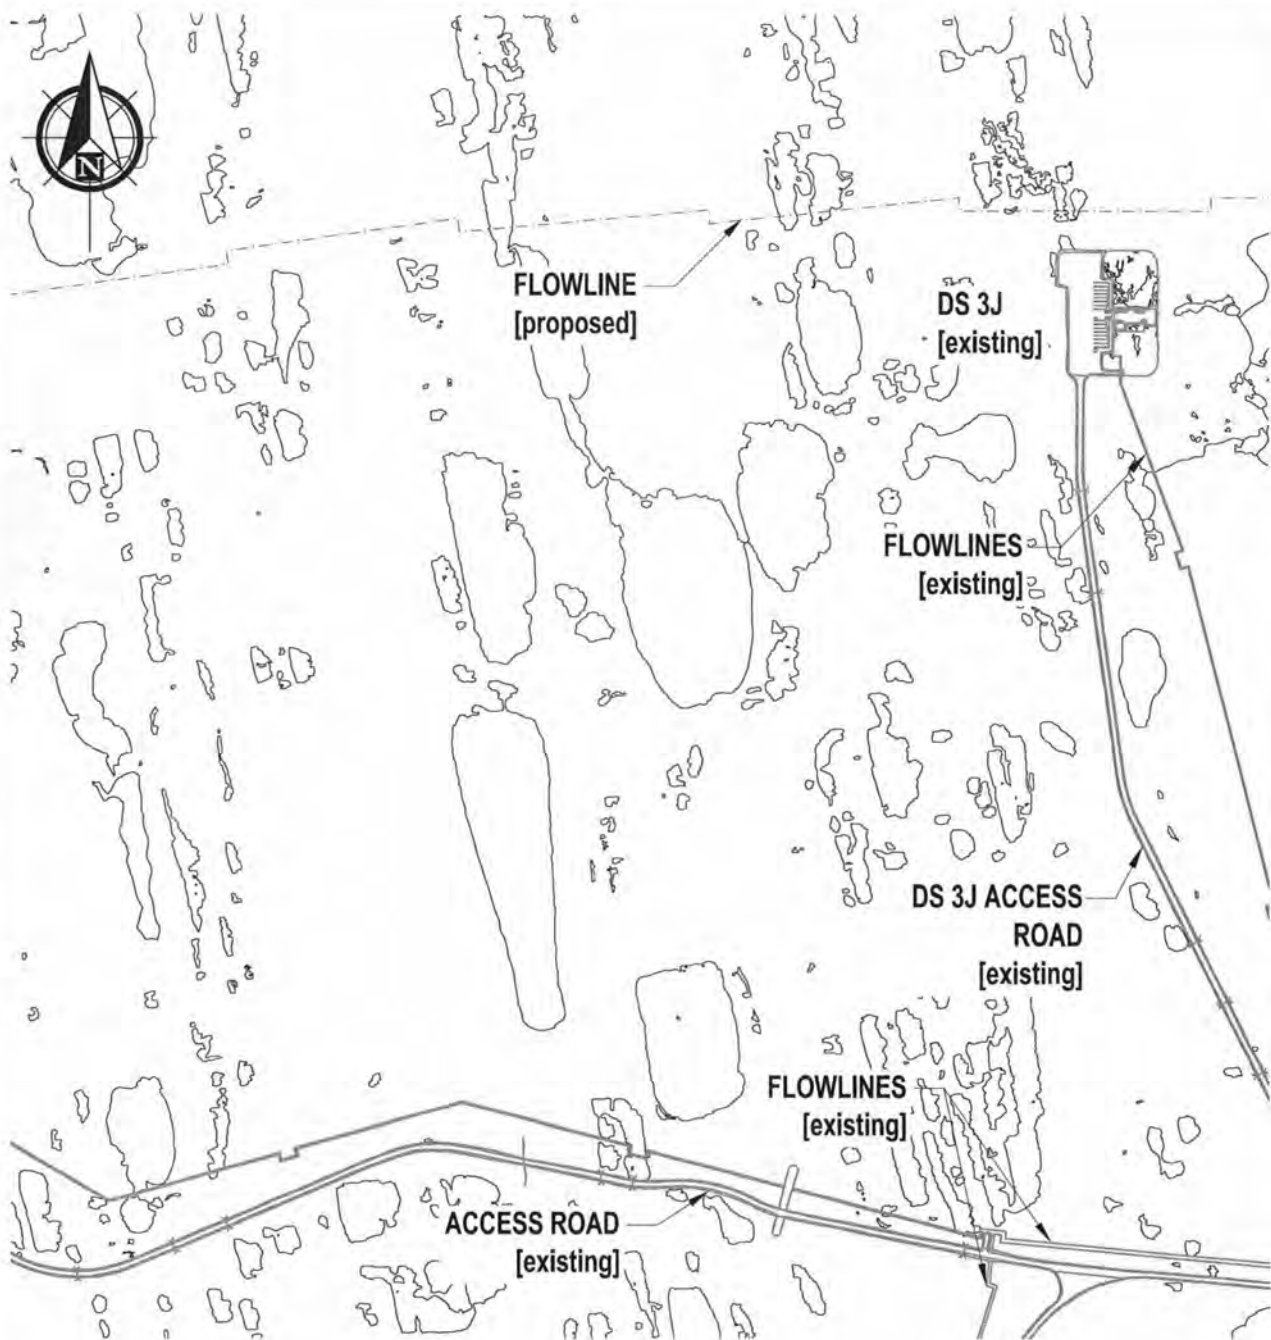 N
FLOWLINE
[proposed]
DS 3J
[existing]
FLOWLINES
[existing]
DS 3J ACCESS
ROAD
[existing]
FLOWLINES
[existing]
ACCESS ROAD
[existing]